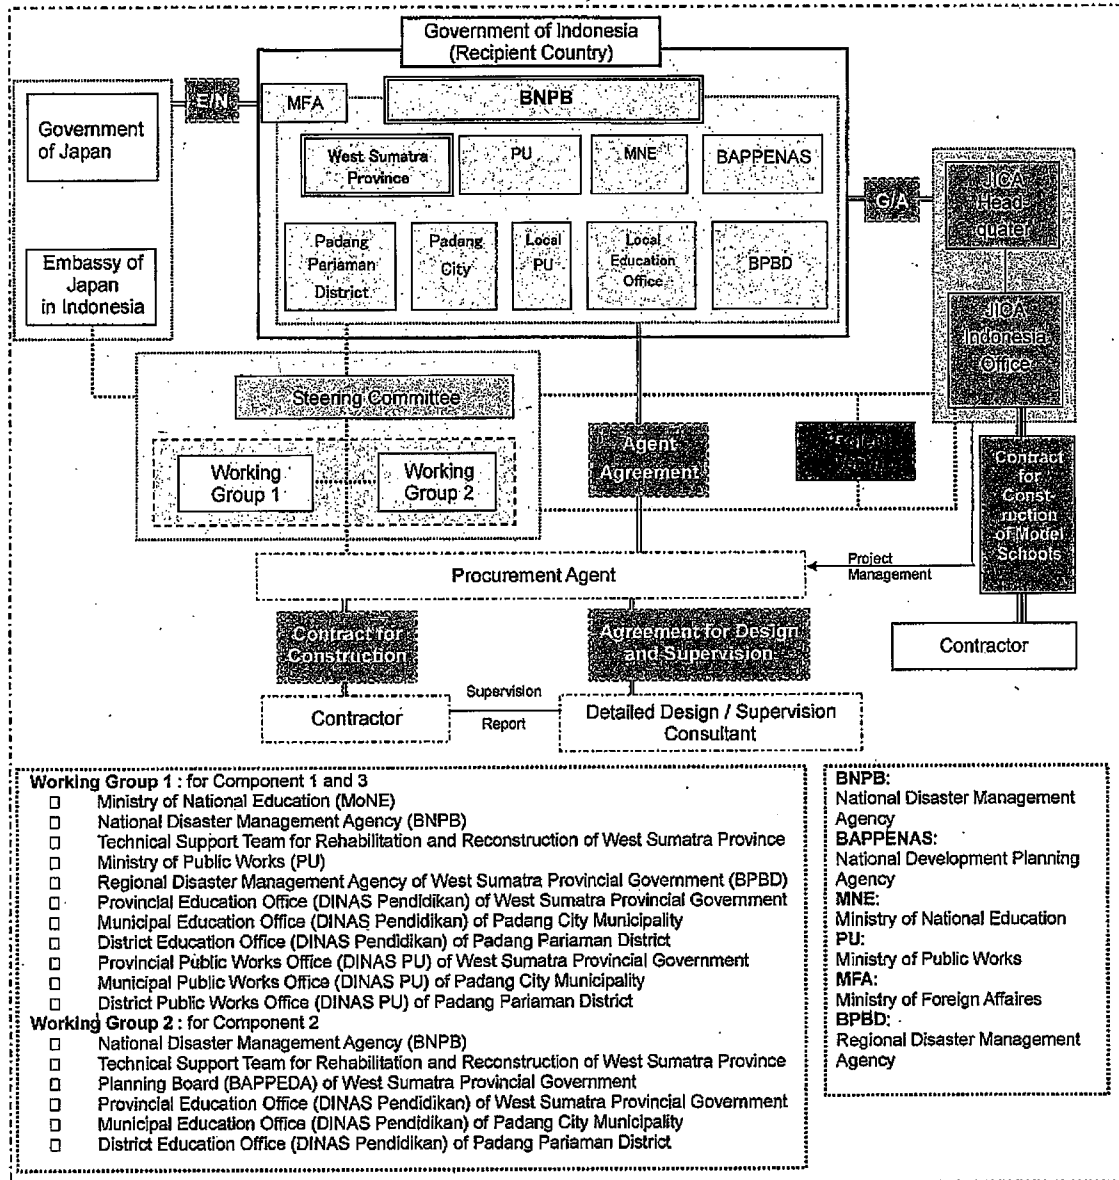 Government of Indonesia
(Recipient Country)
E/N
MFA
BNPB
Government
of Japan
West Sumatra
Province
PU
MNE
BAPPENAS
G/A
JICA
Head-
quater
Padang
Pariaman
District
Padang
City
Local
PU
Local
Education
Office
BPBD
Embassy of
Japan
in Indonesia
JICA
Indonesia
Office
Steering Committee
Agent
Agreement
Working
Group 1
Working
Group 2
Contract
for
Const-
ruction
of Model
Schools
Procurement Agent
Project
Management
Contract for
Construction
Agreement for Design
and Supervision
Contractor
Contractor
Supervision
Report
Detailed Design / Supervision
Consultant
Working Group 1 : for Component 1 and 3
□ Ministry of National Education (MoNE)
□ National Disaster Management Agency (BNPB)
□ Technical Support Team for Rehabilitation and Reconstruction of West Sumatra Province
□ Ministry of Public Works (PU)
□ Regional Disaster Management Agency of West Sumatra Provincial Government (BPBD)
□ Provincial Education Office (DINAS Pendidikan) of West Sumatra Provincial Government
□ Municipal Education Office (DINAS Pendidikan) of Padang City Municipality
□ District Education Office (DINAS Pendidikan) of Padang Pariaman District
□ Provincial Public Works Office (DINAS PU) of West Sumatra Provincial Government
□ Municipal Public Works Office (DINAS PU) of Padang City Municipality
□ District Public Works Office (DINAS PU) of Padang Pariaman District
Working Group 2 : for Component 2
□ National Disaster Management Agency (BNPB)
□ Technical Support Team for Rehabilitation and Reconstruction of West Sumatra Province
□ Planning Board (BAPPEDA) of West Sumatra Provincial Government
□ Provincial Education Office (DINAS Pendidikan) of West Sumatra Provincial Government
□ Municipal Education Office (DINAS Pendidikan) of Padang City Municipality
□ District Education Office (DINAS Pendidikan) of Padang Pariaman District
BNPB:
National Disaster Management
Agency
BAPPENAS:
National Development Planning
Agency
MNE:
Ministry of National Education
PU:
Ministry of Public Works
MFA:
Ministry of Foreign Affaires
BPBD:
Regional Disaster Management
Agency